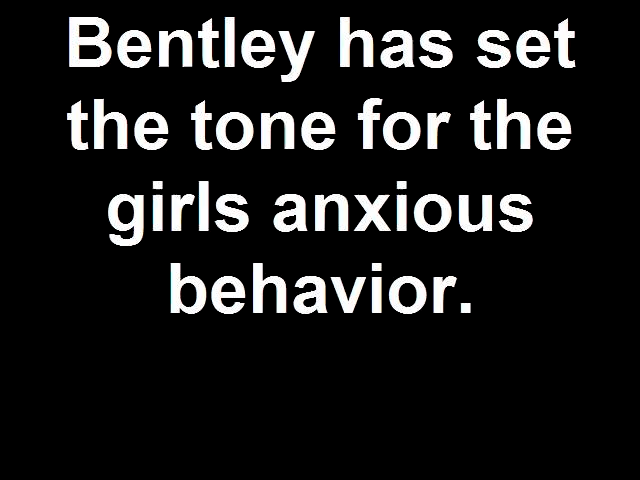 Bentley has set
the tone for the
girls anxious
behavior.